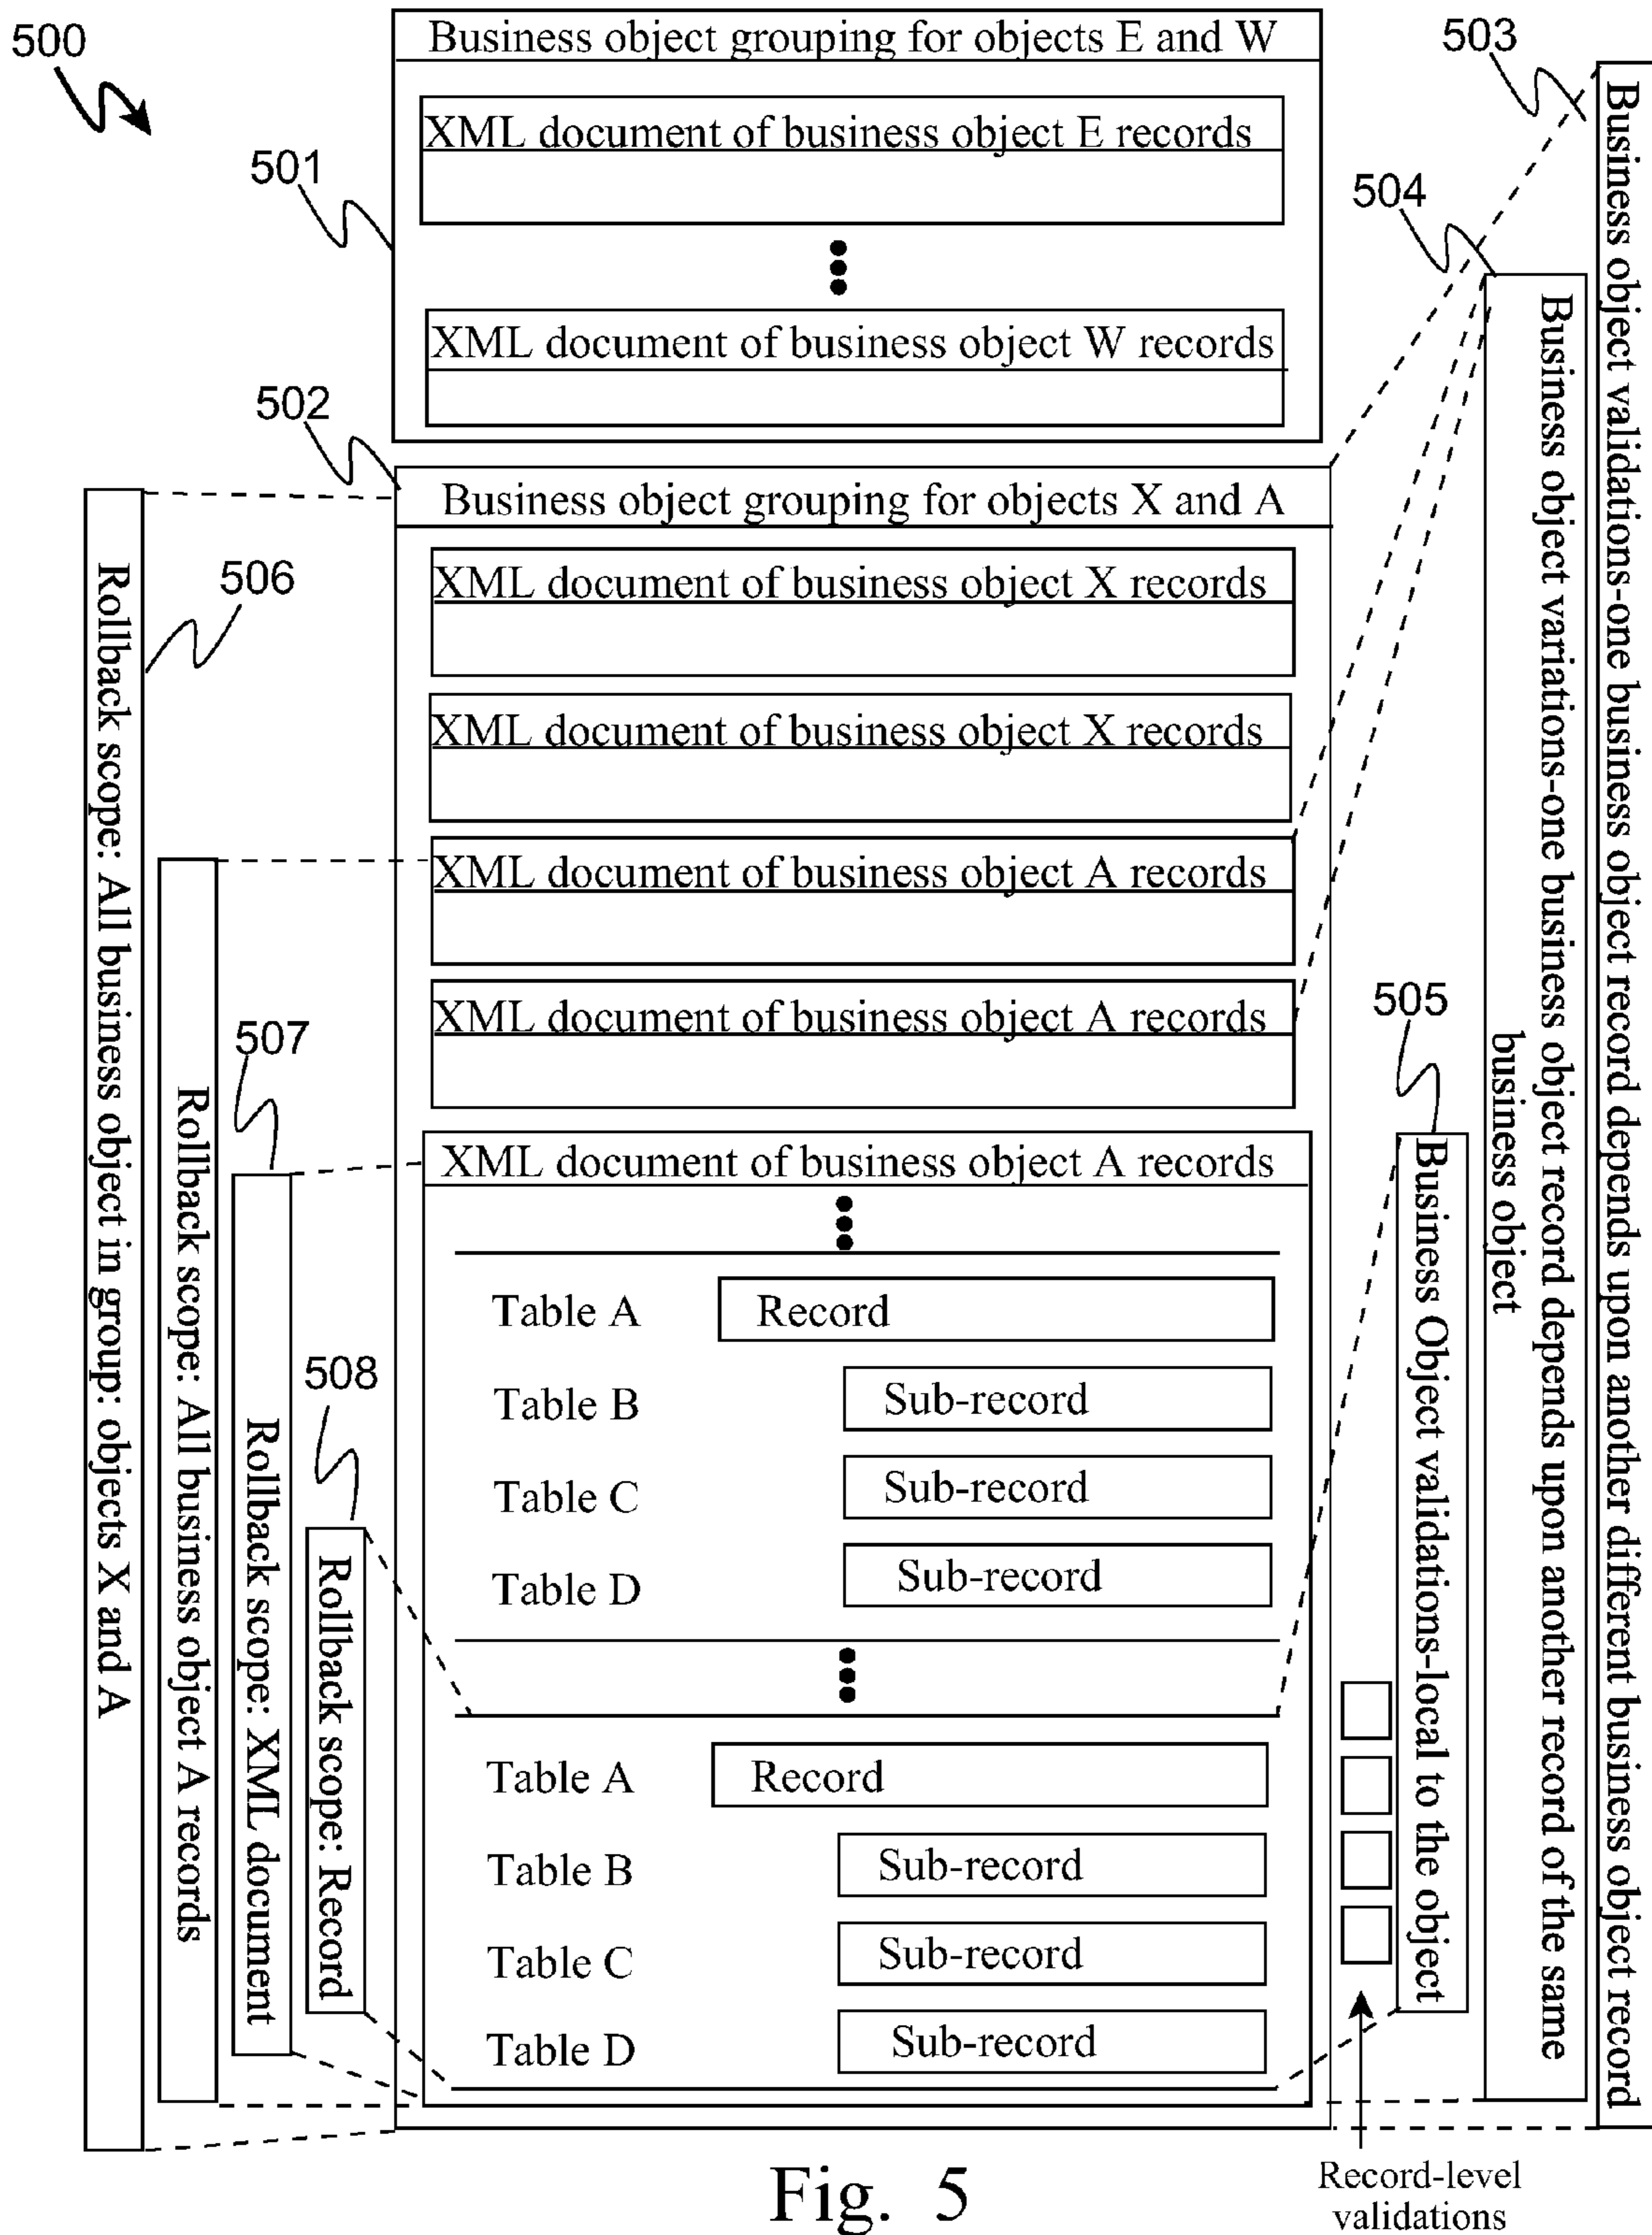 500
Business object grouping for objects E and W
503
XML document of business object E records
501
504
XML document of business object W records
502
Business object grouping for objects X and A
XML document of business object X records
506
XML document of business object X records
XML document of business object A records
XML document of business object A records
505
507
XML document of business object A records
Table A
Record
508
Table B
Sub-record
Table C
Sub-record
Table D
Sub-record
Table A
Record
Table B
Sub-record
Table C
Sub-record
Table D
Sub-record
Rollback scope: All business object in group: objects X and A
Rollback scope: All business object A records
Rollback scope: XML document
Rollback scope: Record
Business Object validations-local to the object
Business object variations-one business object record depends upon another record of the same
business object
Business object validations-one business object record depends upon another different business object record
Record-level
validations
Fig. 5